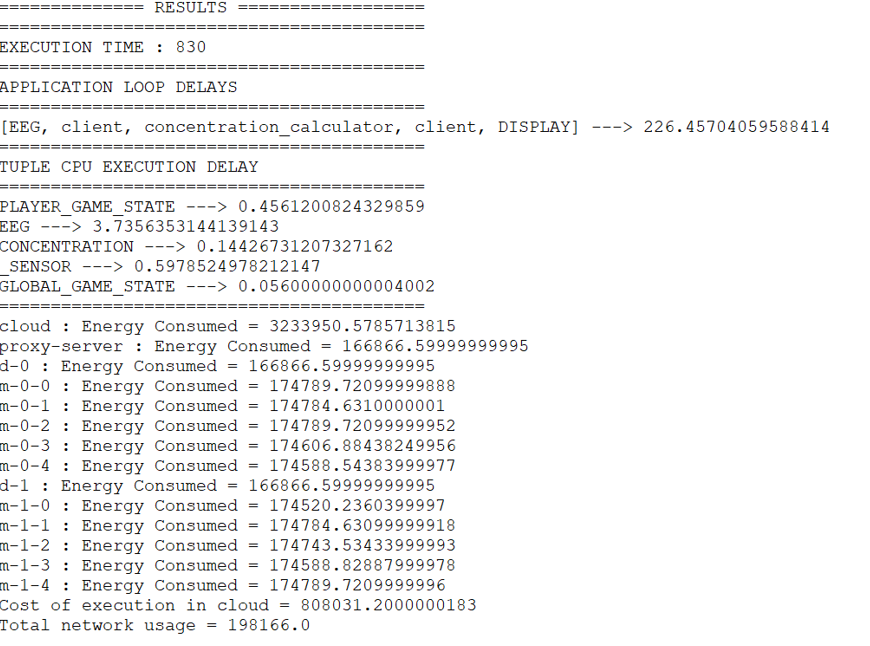 ============== RESULTS ==================
=========================================
EXECUTION TIME : 830
=========================================
APPLICATION LOOP DELAYS
=========================================
[EEG, client, concentration_calculator, client, DISPLAY] ---> 226.45704059588414
=========================================
TUPLE CPU EXECUTION DELAY
=========================================
PLAYER_GAME_STATE ---> 0.4561200824329859
EEG ---> 3.7356353144139143
CONCENTRATION ---> 0.14426731207327162
_SENSOR ---> 0.5978524978212147
GLOBAL_GAME_STATE ---> 0.05600000000004002
=========================================
cloud : Energy Consumed = 3233950.5785713815
proxy-server : Energy Consumed = 166866.59999999995
d-0 : Energy Consumed = 166866.59999999995
m-0-0 : Energy Consumed = 174789.72099999888
m-0-1 : Energy Consumed = 174784.6310000001
m-0-2 : Energy Consumed = 174789.72099999952
m-0-3 : Energy Consumed = 174606.88438249956
m-0-4 : Energy Consumed = 174588.54383999977
d-1 : Energy Consumed = 166866.59999999995
m-1-0 : Energy Consumed = 174520.2360399997
m-1-1 : Energy Consumed = 174784.63099999918
m-1-2 : Energy Consumed = 174743.53433999993
m-1-3 : Energy Consumed = 174588.82887999978
m-1-4 : Energy Consumed = 174789.7209999996
Cost of execution in cloud = 808031.2000000183
Total network usage = 198166.0